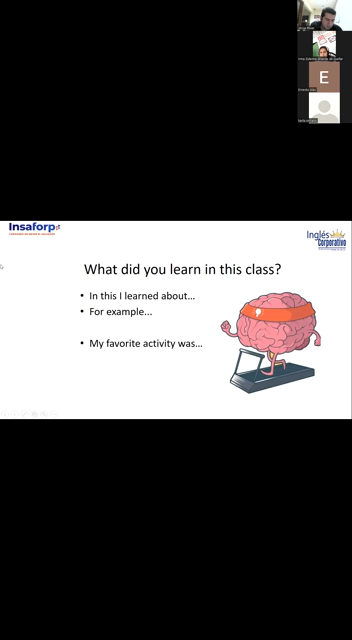 E
Insaforp
Inglés
Corporativo
What did you learn in this class?
• In this I learned about...
• For example...
• My favorite activity was...